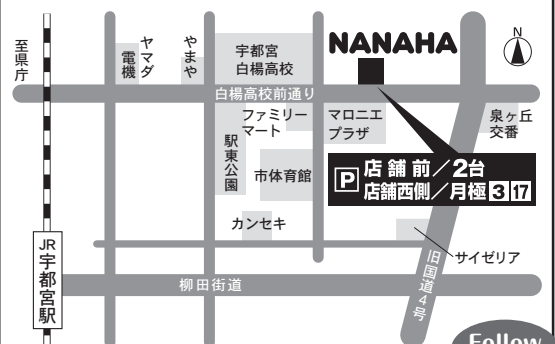 至県庁
ヤマダ
電機
やまや
宇都宮
白楊高校
NANAHA
N
白楊高校前通り
ファミリー
マート
マロニエ
プラザ
泉ヶ丘
交番
駅東公園
市体育館
P 店舗前／2台
店舗西側／月極 3 17
カンセキ
サイゼリア
JR宇都宮駅
柳田街道
旧国道4号
Follow